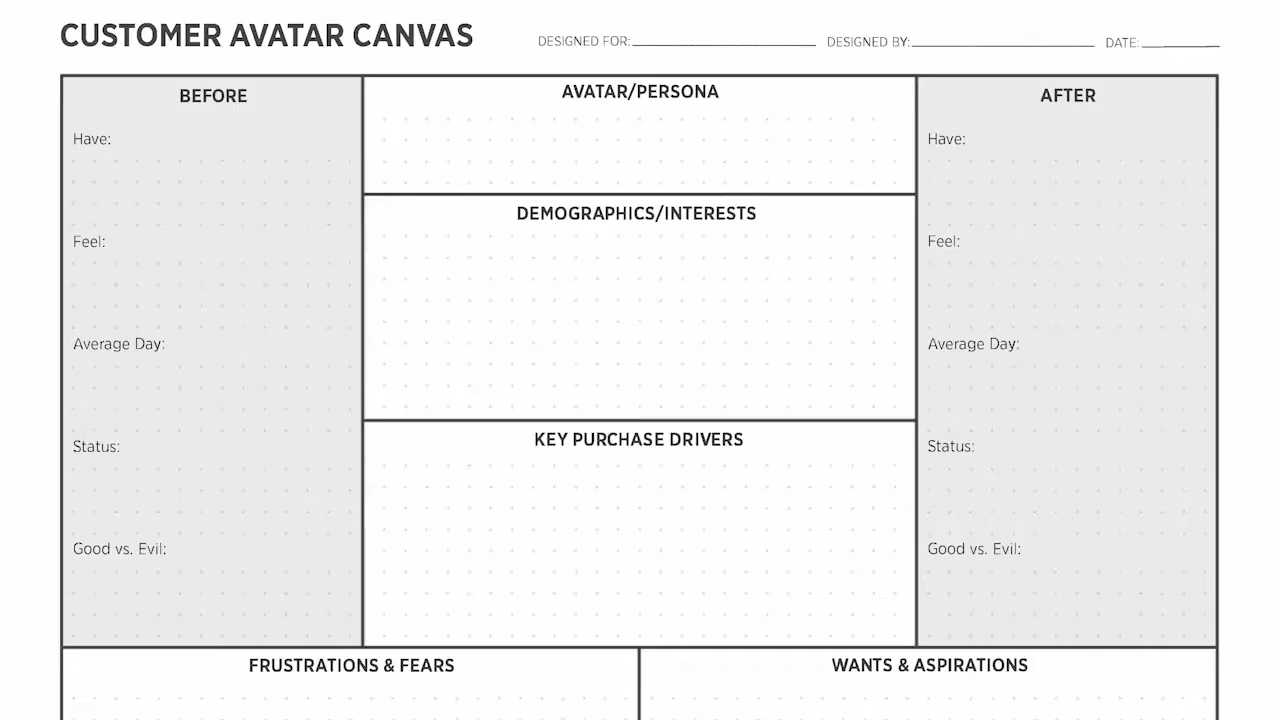 CUSTOMER AVATAR CANVAS
DESIGNED FOR:
DESIGNED BY:
DATE:
BEFORE
Have:
Feel:
Average Day:
Status:
Good vs. Evil:
AVATAR/PERSONA
DEMOGRAPHICS/INTERESTS
KEY PURCHASE DRIVERS
AFTER
Have:
Feel:
Average Day:
Status:
Good vs. Evil:
FRUSTRATIONS & FEARS
WANTS & ASPIRATIONS